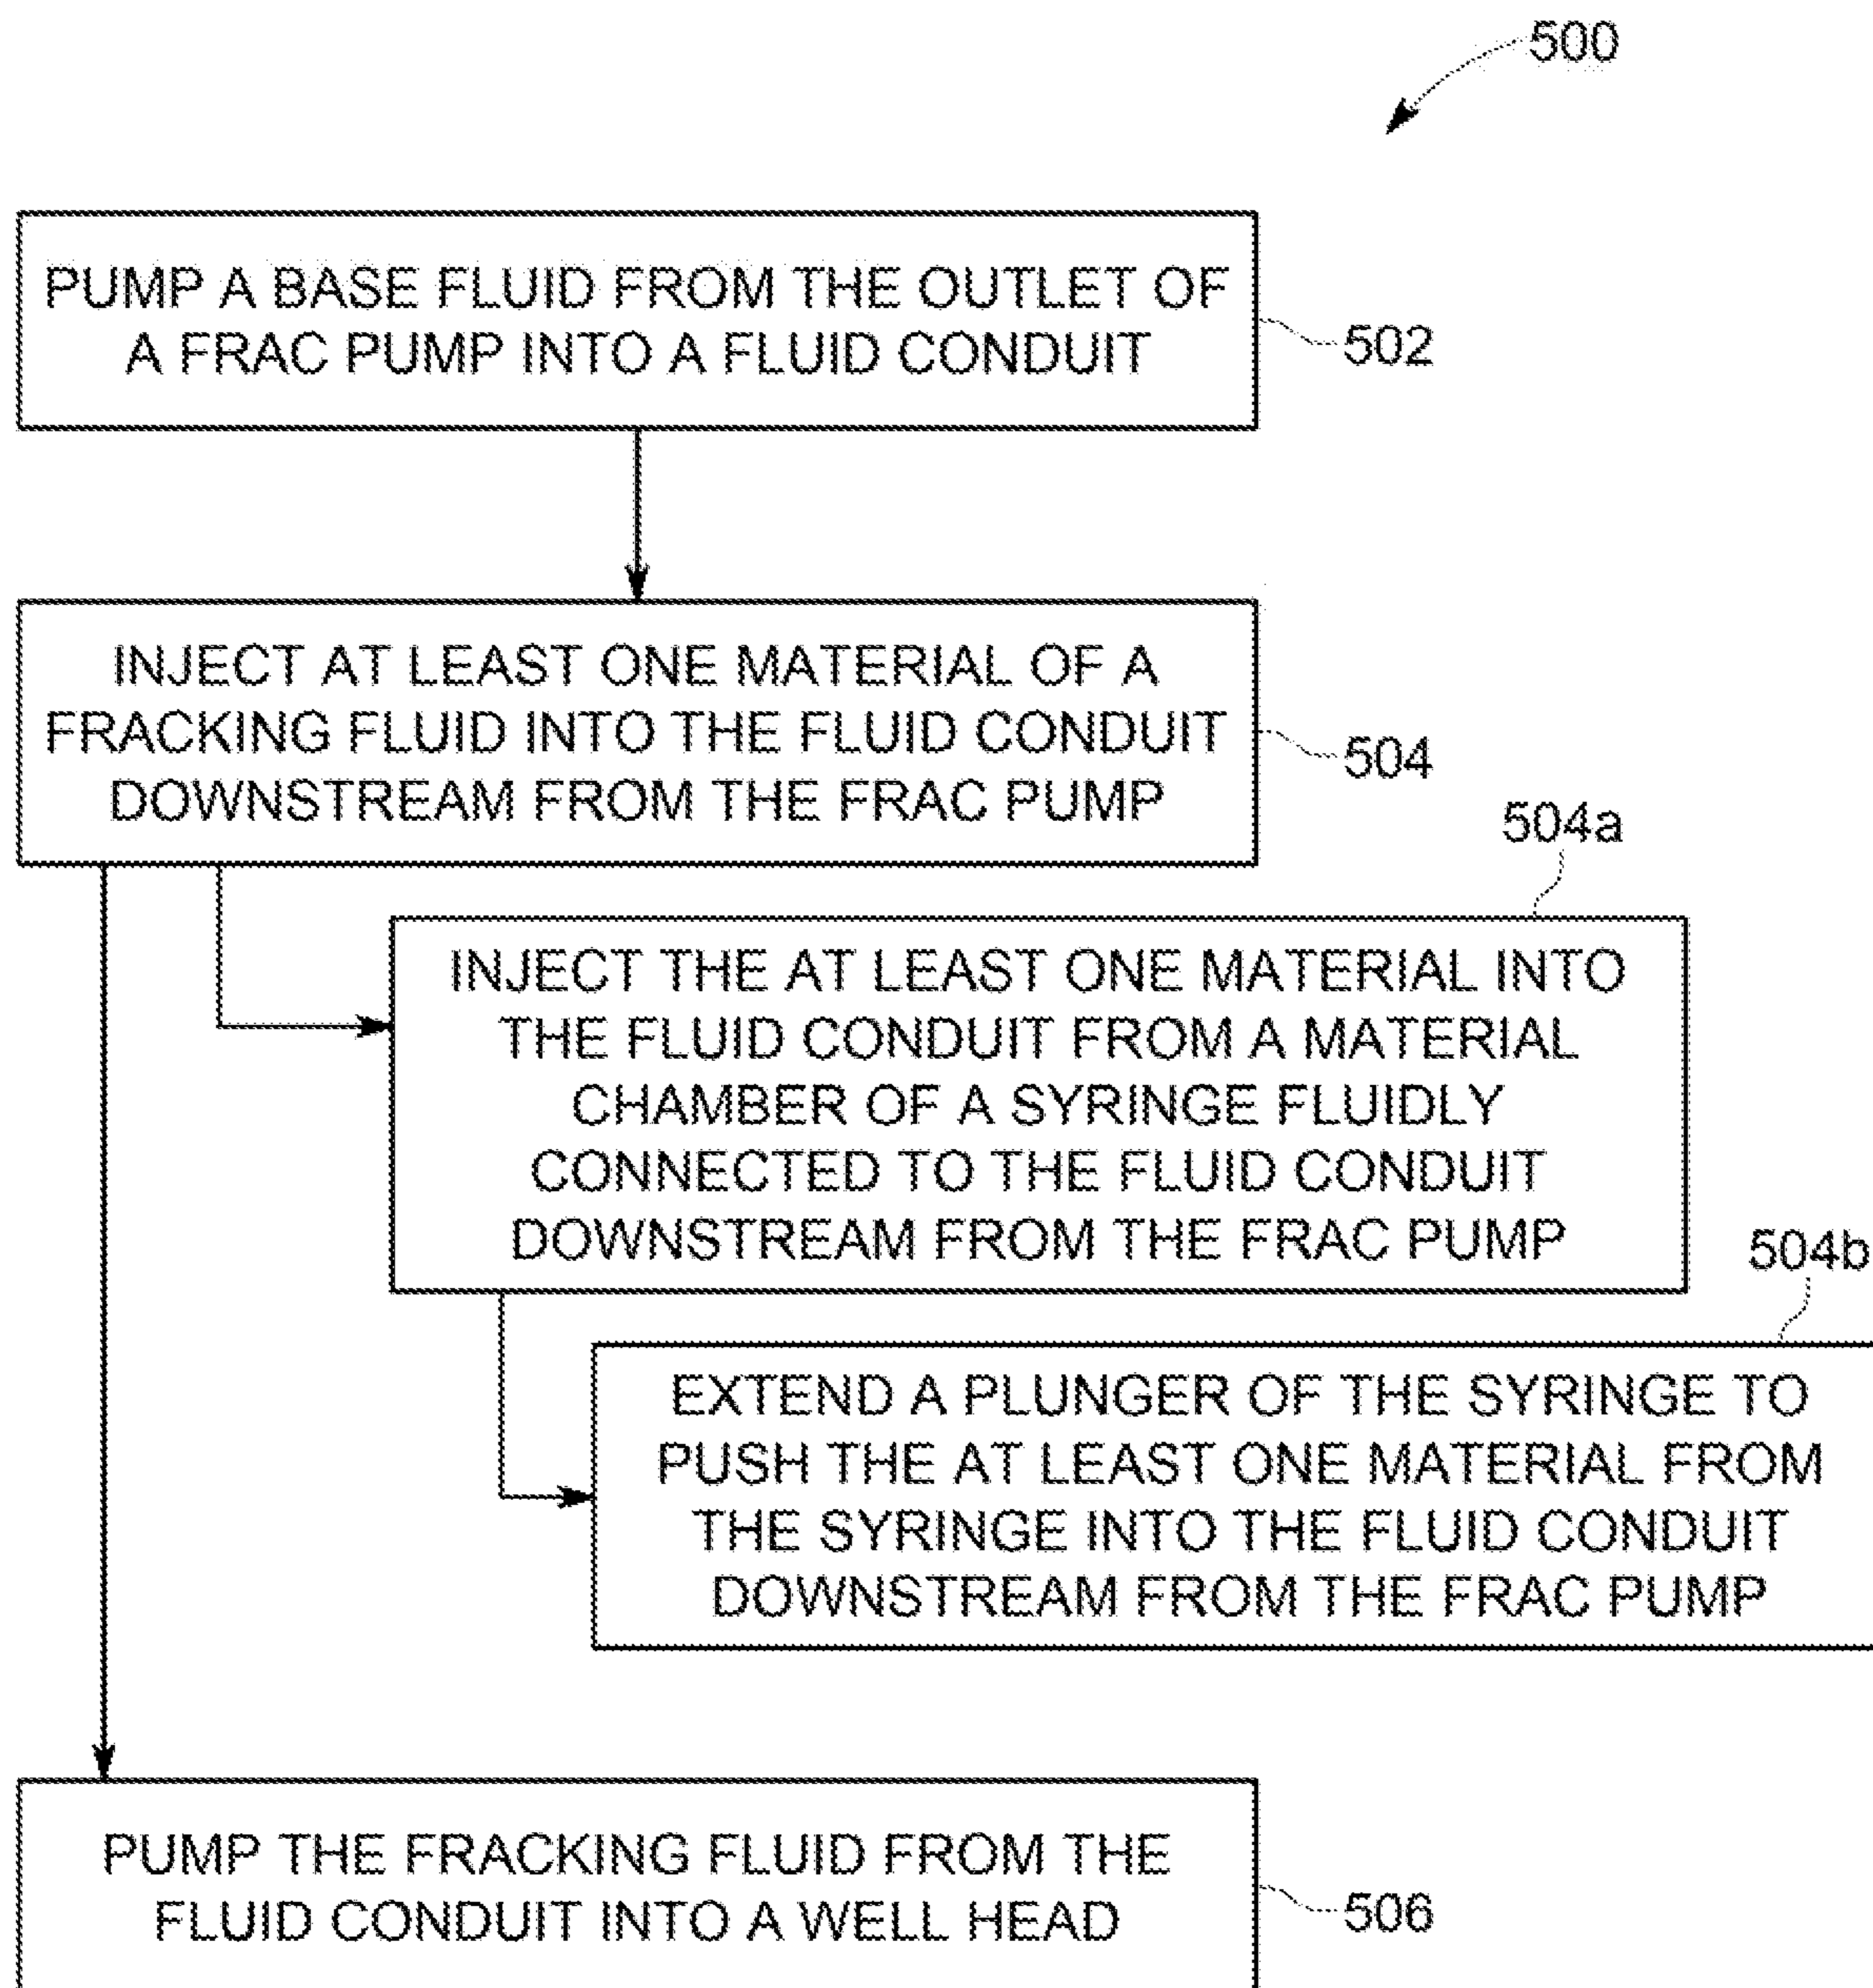 500
PUMP A BASE FLUID FROM THE OUTLET OF
A FRAC PUMP INTO A FLUID CONDUIT
502
INJECT AT LEAST ONE MATERIAL OF A
FRACKING FLUID INTO THE FLUID CONDUIT
DOWNSTREAM FROM THE FRAC PUMP
504
504a
INJECT THE AT LEAST ONE MATERIAL INTO
THE FLUID CONDUIT FROM A MATERIAL
CHAMBER OF A SYRINGE FLUIDLY
CONNECTED TO THE FLUID CONDUIT
DOWNSTREAM FROM THE FRAC PUMP
504b
EXTEND A PLUNGER OF THE SYRINGE TO
PUSH THE AT LEAST ONE MATERIAL FROM
THE SYRINGE INTO THE FLUID CONDUIT
DOWNSTREAM FROM THE FRAC PUMP
PUMP THE FRACKING FLUID FROM THE
FLUID CONDUIT INTO A WELL HEAD
506